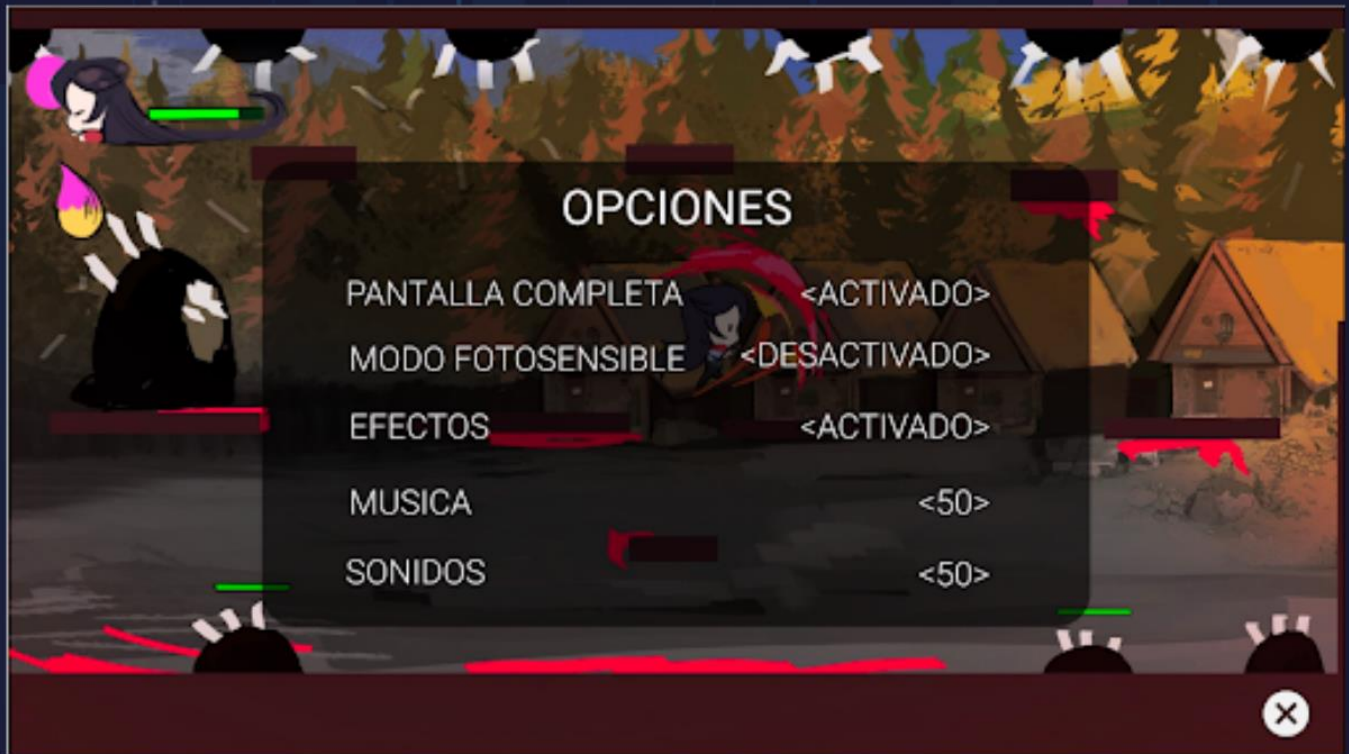 OPCIONES
PANTALLA COMPLETA <ACTIVADO>
MODO FOTOSENSIBLE <DESACTIVADO>
EFECTOS <ACTIVADO>
MUSICA <50>
SONIDOS <50>